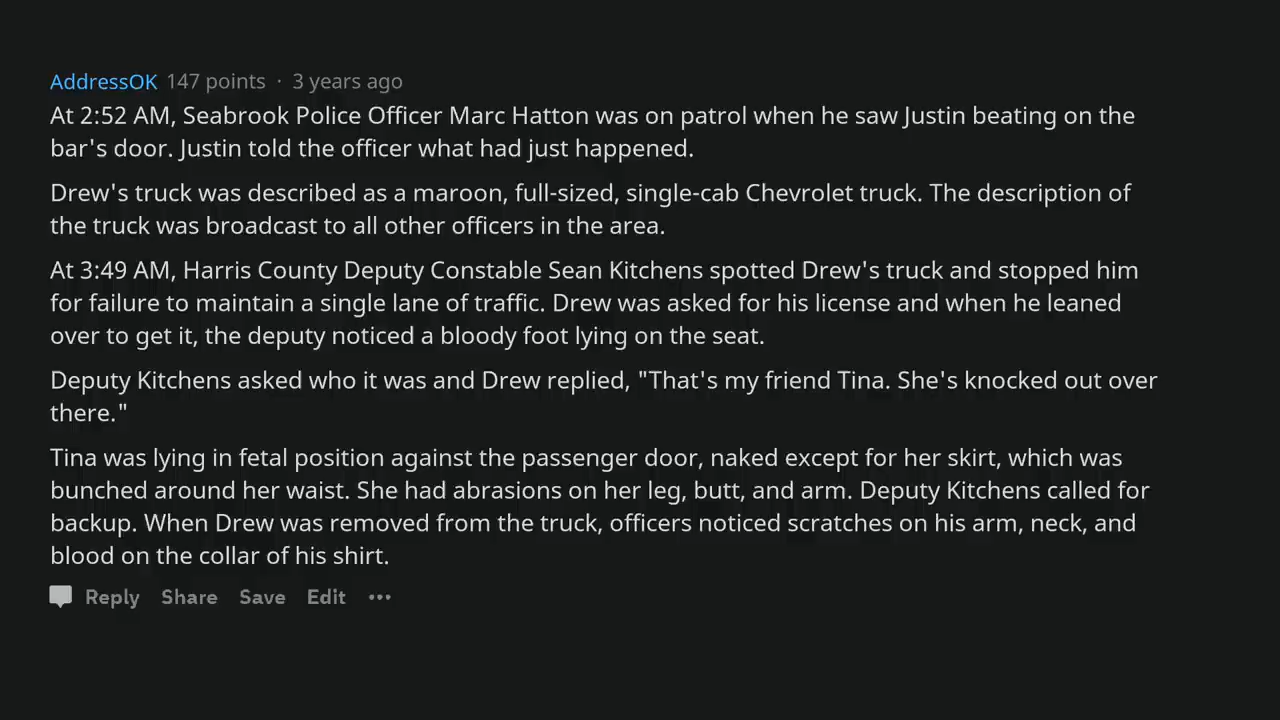 AddressOK 147 points · 3 years ago
At 2:52 AM, Seabrook Police Officer Marc Hatton was on patrol when he saw Justin beating on the
bar's door. Justin told the officer what had just happened.
Drew's truck was described as a maroon, full-sized, single-cab Chevrolet truck. The description of
the truck was broadcast to all other officers in the area.
At 3:49 AM, Harris County Deputy Constable Sean Kitchens spotted Drew's truck and stopped him
for failure to maintain a single lane of traffic. Drew was asked for his license and when he leaned
over to get it, the deputy noticed a bloody foot lying on the seat.
Deputy Kitchens asked who it was and Drew replied, "That's my friend Tina. She's knocked out over
there."
Tina was lying in fetal position against the passenger door, naked except for her skirt, which was
bunched around her waist. She had abrasions on her leg, butt, and arm. Deputy Kitchens called for
backup. When Drew was removed from the truck, officers noticed scratches on his arm, neck, and
blood on the collar of his shirt.
Reply Share Save Edit •••